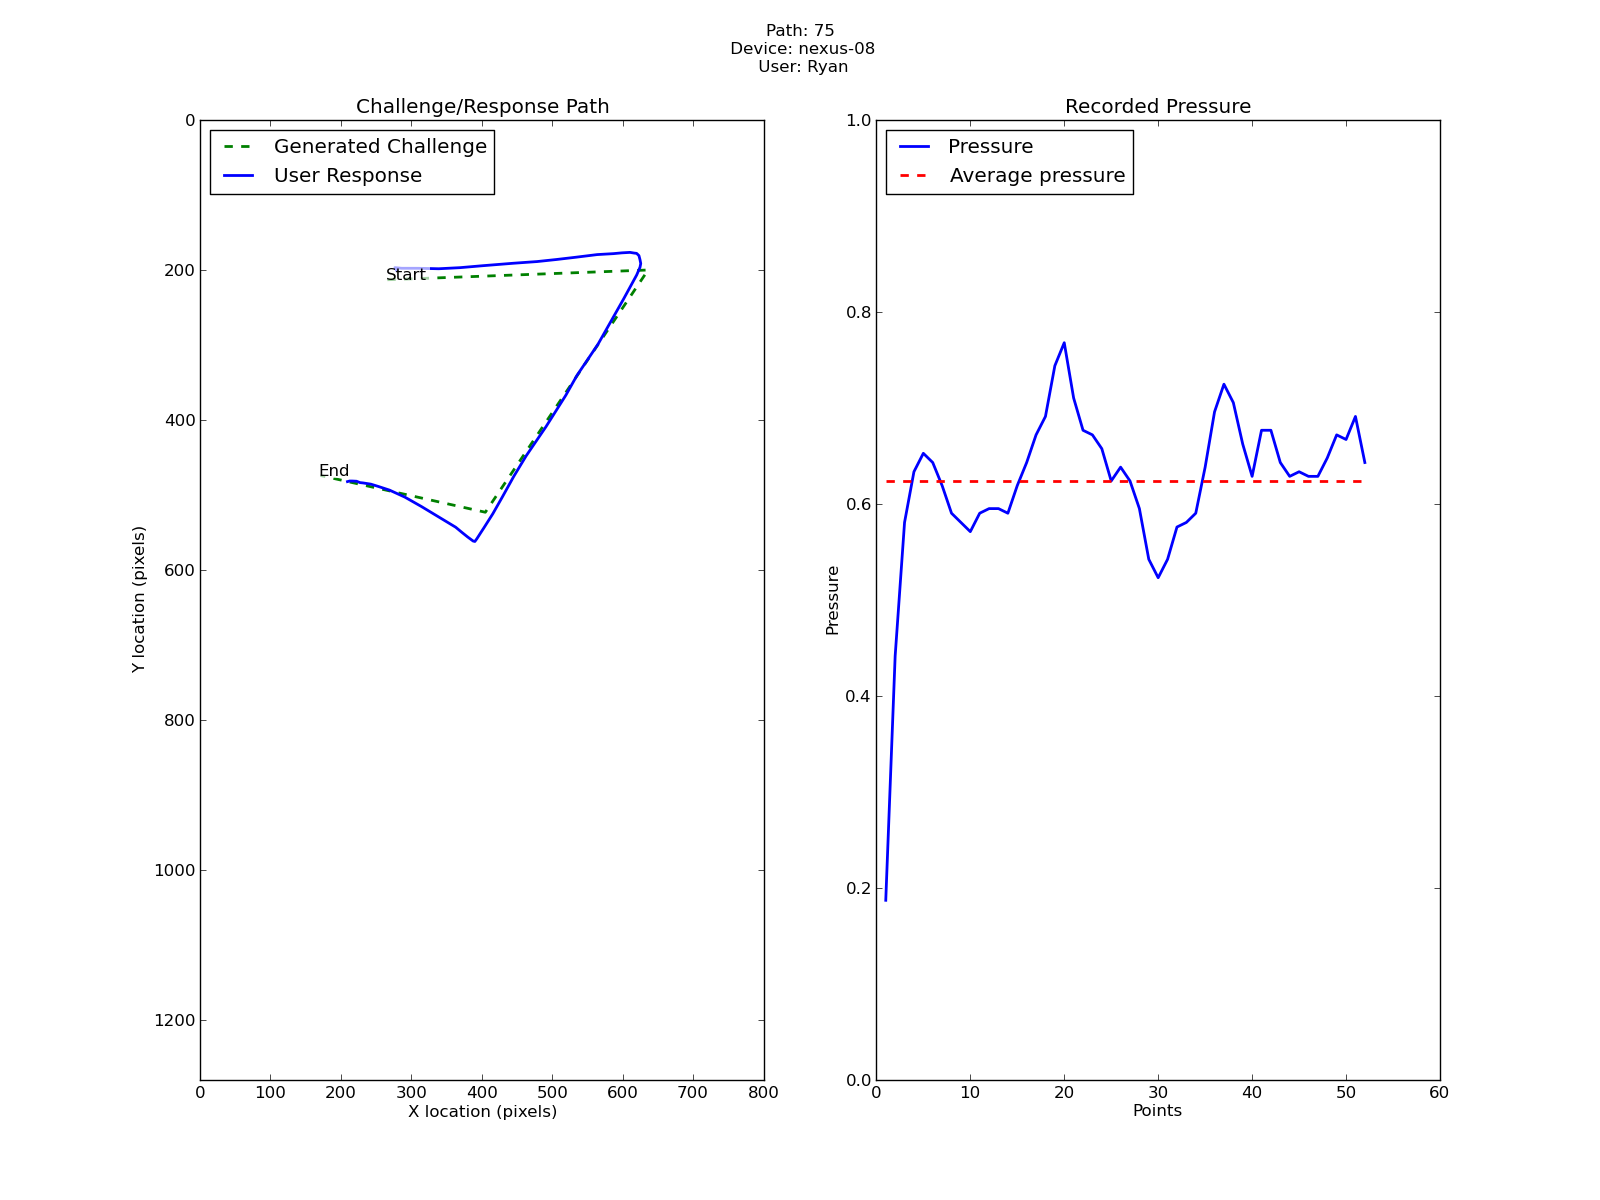 Path: 75
Device: nexus-08
User: Ryan
Challenge/Response Path
Generated Challenge
User Response
Start
End
0
200
400
600
800
1000
1200
Y location (pixels)
0 100 200 300 400 500 600 700 800
X location (pixels)
Recorded Pressure
Pressure
Average pressure
1.0
0.8
0.6
0.4
0.2
0.0
Pressure
0 10 20 30 40 50 60
Points